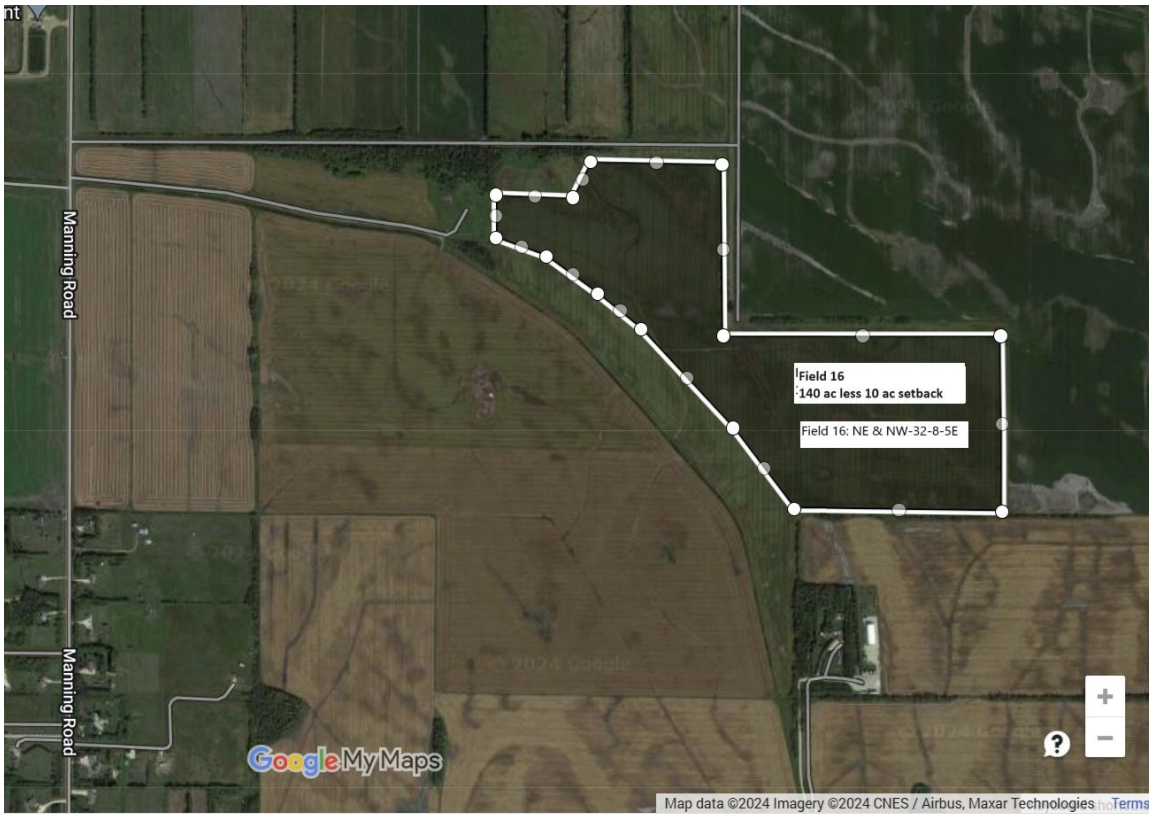 nt
Manning Road
Field 16
140 ac less 10 ac setback
Field 16: NE & NW-32-8-5E
Manning Road
Google My Maps
Map data ©2024 Imagery ©2024 CNES / Airbus, Maxar Technologies
Terms